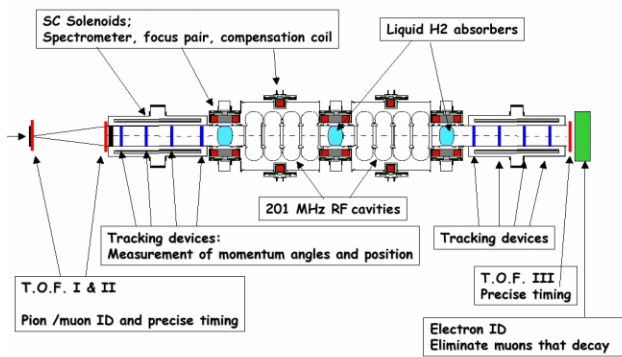 SC Solenoids;
Spectrometer, focus pair, compensation coil
Liquid H2 absorbers
201 MHz RF cavities
Tracking devices:
Measurement of momentum angles and position
Tracking devices
T.O.F. I & II
Pion /muon ID and precise timing
T.O.F. III
Precise timing
Electron ID
Eliminate muons that decay